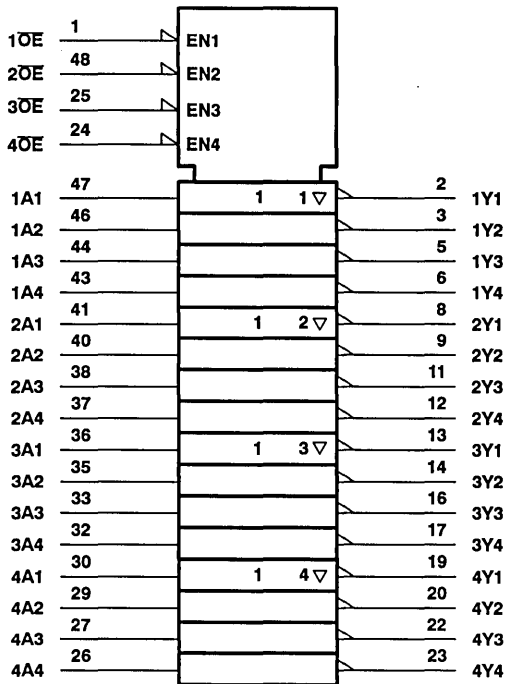 1O̅E̅ 1 EN1
2O̅E̅ 48 EN2
3O̅E̅ 25 EN3
4O̅E̅ 24 EN4
1A1 47 1 1 ▽ 2 1Y1
1A2 46 3 1Y2
1A3 44 5 1Y3
1A4 43 6 1Y4
2A1 41 1 2 ▽ 8 2Y1
2A2 40 9 2Y2
2A3 38 11 2Y3
2A4 37 12 2Y4
3A1 36 1 3 ▽ 13 3Y1
3A2 35 14 3Y2
3A3 33 16 3Y3
3A4 32 17 3Y4
4A1 30 1 4 ▽ 19 4Y1
4A2 29 20 4Y2
4A3 27 22 4Y3
4A4 26 23 4Y4